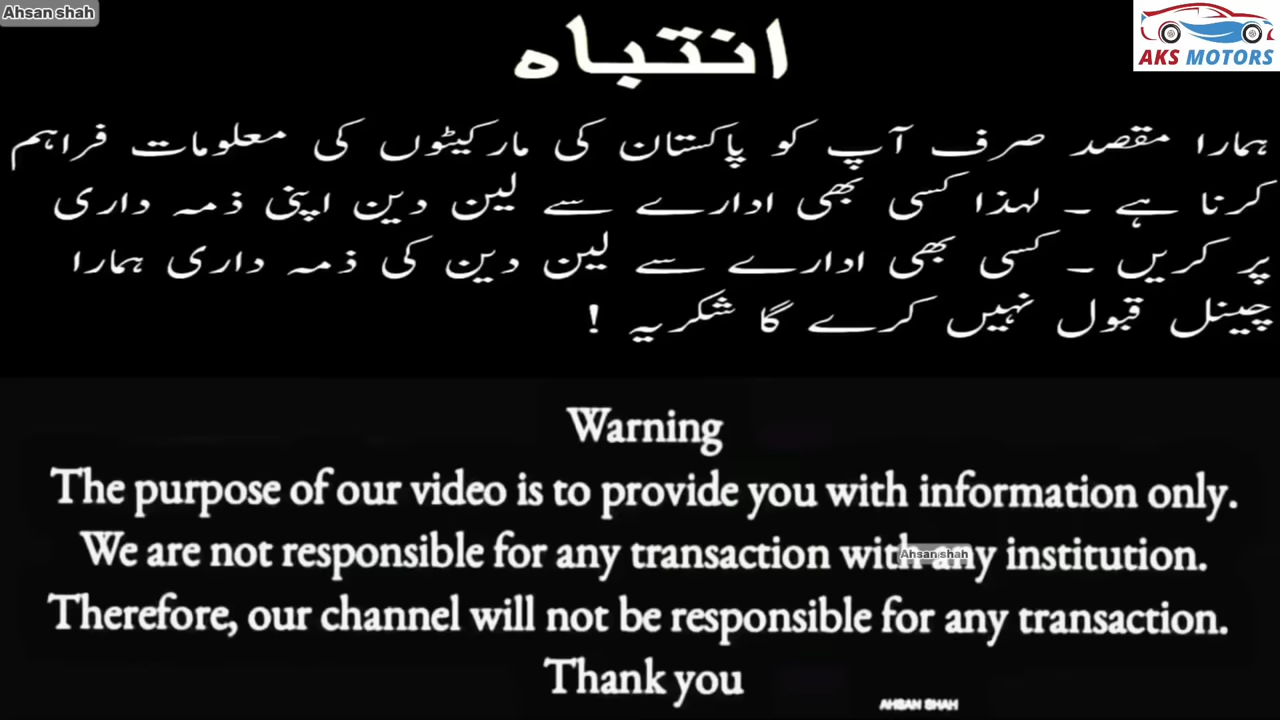 Ahsan shah
AKS MOTORS
انتباہ
ہمارا مقصد صرف آپ کو پاکستان کی مارکیٹوں کی معلومات فراہم
کرنا ہے ۔ لہذا کسی بھی ادارے سے لین دین اپنی ذمہ داری
پر کریں ۔ کسی بھی ادارے سے لین دین کی ذمہ داری ہمارا
چینل قبول نہیں کرے گا شکریہ !
Warning
The purpose of our video is to provide you with information only.
We are not responsible for any transaction with any institution.
Ahsan shah
Therefore, our channel will not be responsible for any transaction.
Thank you
AHSAN SHAH